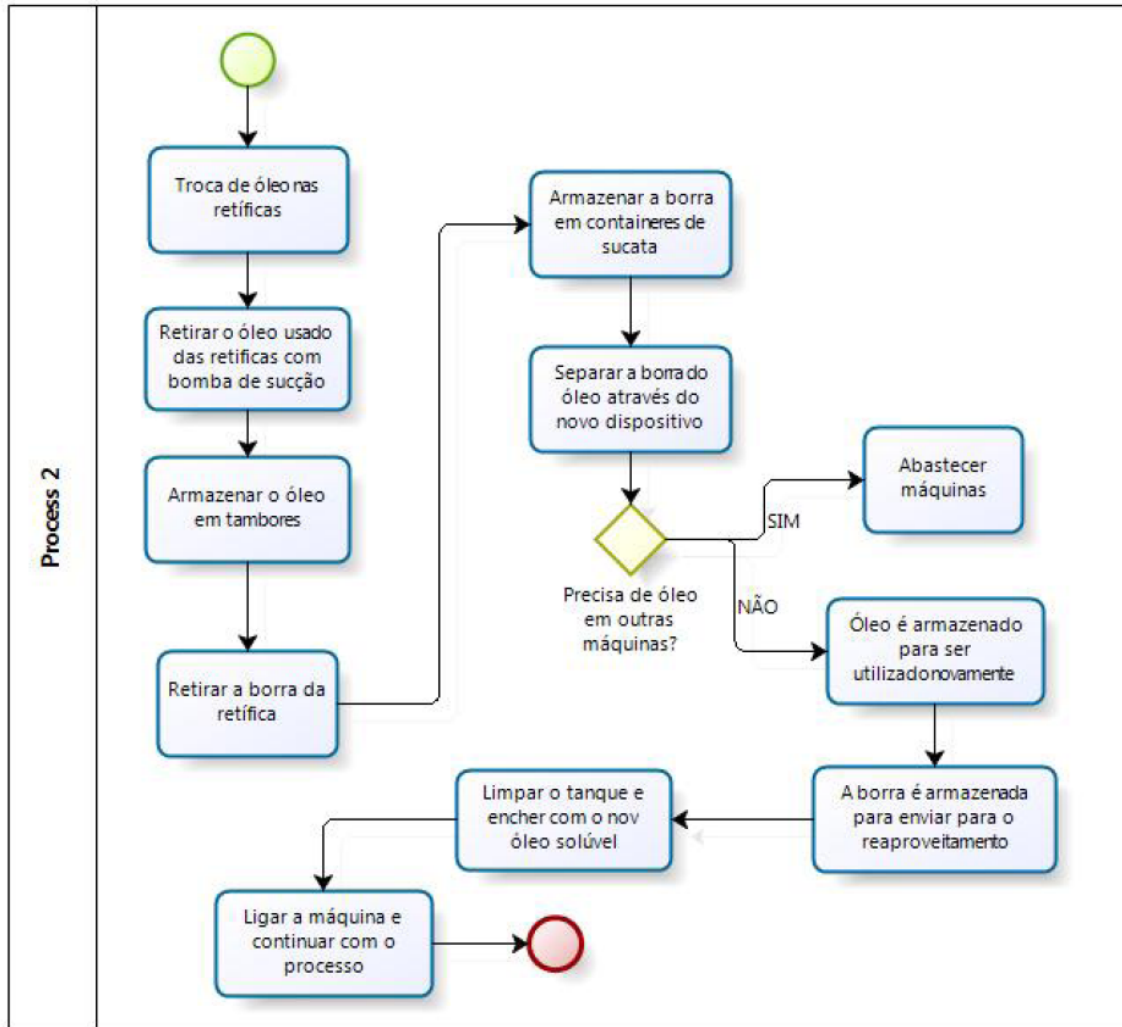 Process 2
Troca de óleo nas
retíficas
Retirar o óleo usado
das retificas com
bomba de sucção
Armazenar o óleo
em tambores
Retirar a borra da
retífica
Armazenar a borra
em containeres de
sucata
Separar a borra do
óleo através do
novo dispositivo
Precisa de óleo
em outras
máquinas?
SIM
Abastecer
máquinas
NÃO
Óleo é armazenado
para ser
utilizado novamente
A borra é armazenada
para enviar para o
reaproveitamento
Limpar o tanque e
encher com o nov
óleo solúvel
Ligar a máquina e
continuar com o
processo